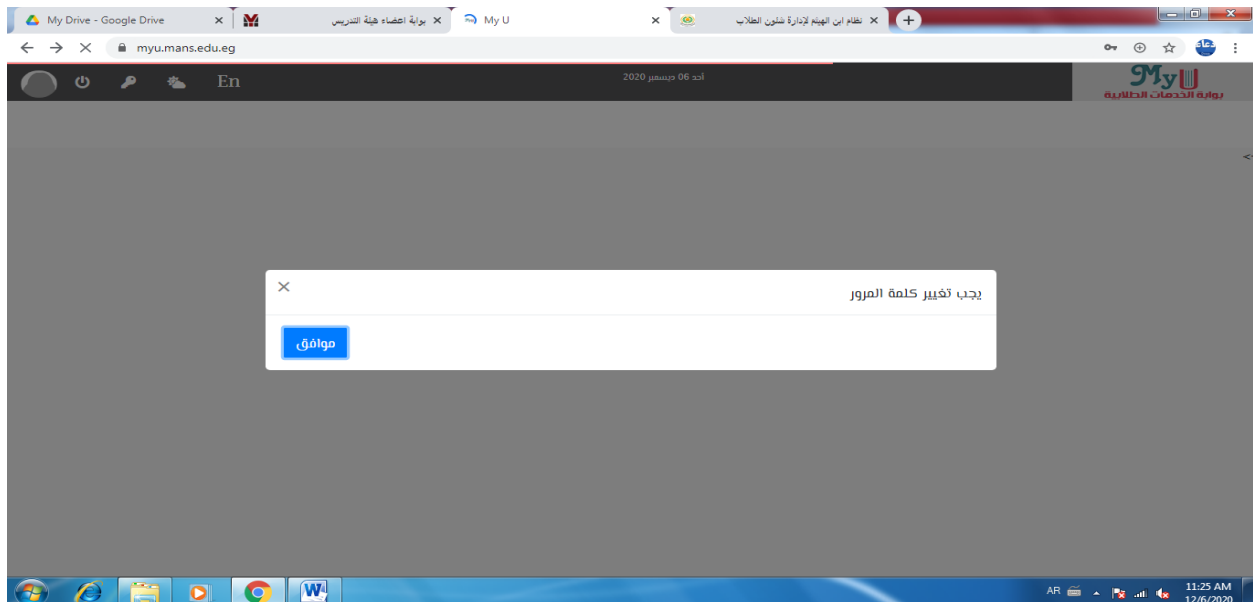 My Drive - Google Drive
بوابة اعضاء هيئة التدريس
My U
نظام ابن الهيثم لإدارة شئون الطلاب
myu.mans.edu.eg
دعاء
En
أحد 06 ديسمبر 2020
MyU
بوابة الخدمات الطلابية
يجب تغيير كلمة المرور
موافق
AR
11:25 AM
12/6/2020